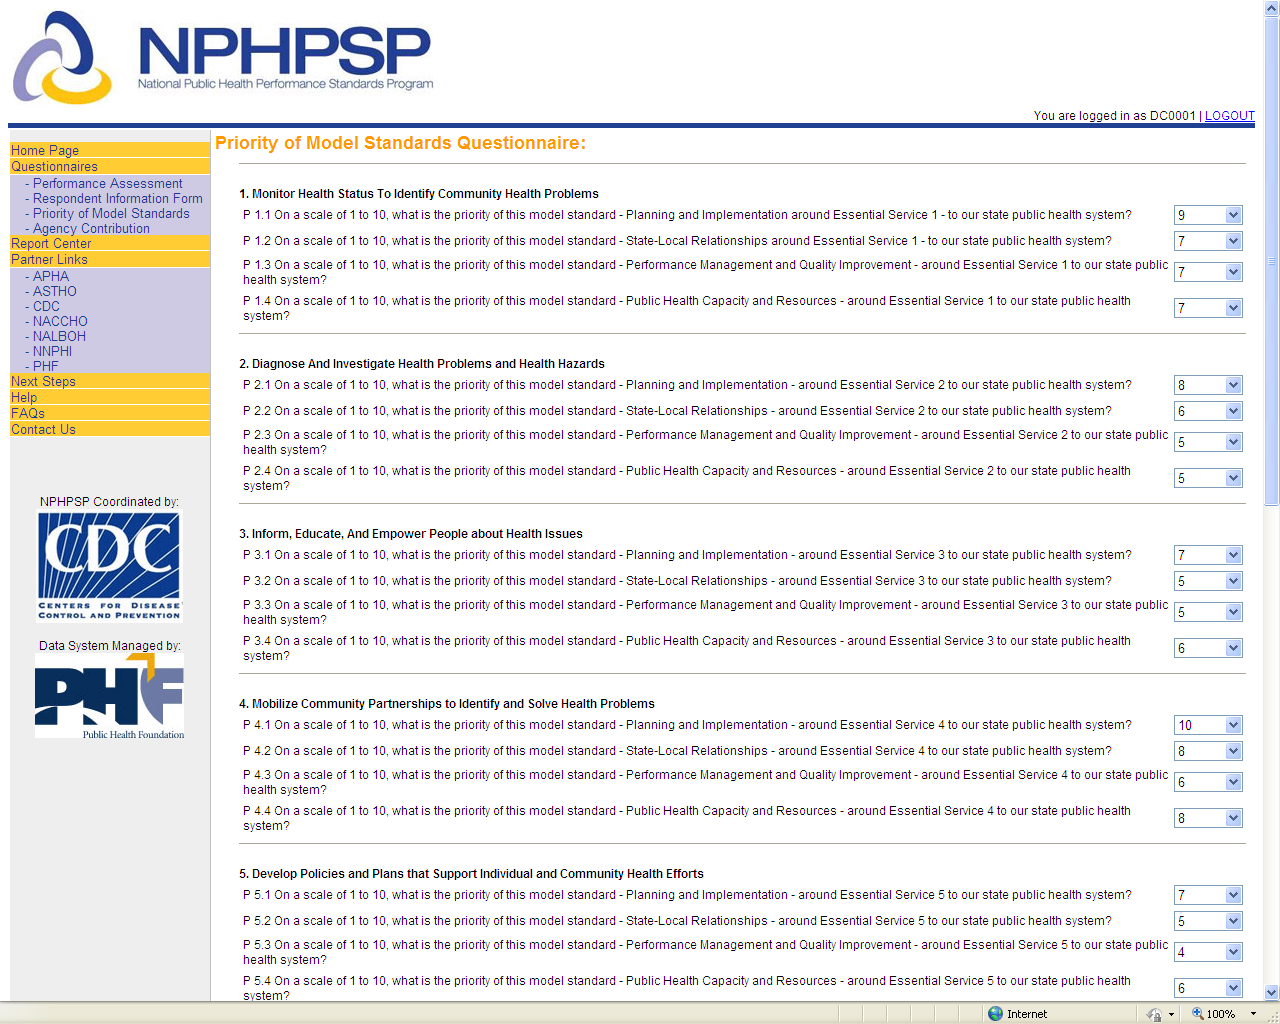 NPHPSP
National Public Health Performance Standards Program
You are logged in as DC0001 | LOGOUT
Home Page
Questionnaires
- Performance Assessment
- Respondent Information Form
- Priority of Model Standards
- Agency Contribution
Report Center
Partner Links
- APHA
- ASTHO
- CDC
- NACCHO
- NALBOH
- NNPHI
- PHF
Next Steps
Help
FAQs
Contact Us
NPHPSP Coordinated by:
CDC
CENTERS FOR DISEASE
CONTROL AND PREVENTION
Data System Managed by:
PHF
Public Health Foundation
Priority of Model Standards Questionnaire:
1. Monitor Health Status To Identify Community Health Problems
P 1.1 On a scale of 1 to 10, what is the priority of this model standard - Planning and Implementation around Essential Service 1 - to our state public health system? 9
P 1.2 On a scale of 1 to 10, what is the priority of this model standard - State-Local Relationships around Essential Service 1 - to our state public health system? 7
P 1.3 On a scale of 1 to 10, what is the priority of this model standard - Performance Management and Quality Improvement - around Essential Service 1 to our state public
health system? 7
P 1.4 On a scale of 1 to 10, what is the priority of this model standard - Public Health Capacity and Resources - around Essential Service 1 to our state public health
system? 7
2. Diagnose And Investigate Health Problems and Health Hazards
P 2.1 On a scale of 1 to 10, what is the priority of this model standard - Planning and Implementation - around Essential Service 2 to our state public health system? 8
P 2.2 On a scale of 1 to 10, what is the priority of this model standard - State-Local Relationships - around Essential Service 2 to our state public health system? 6
P 2.3 On a scale of 1 to 10, what is the priority of this model standard - Performance Management and Quality Improvement - around Essential Service 2 to our state public
health system? 5
P 2.4 On a scale of 1 to 10, what is the priority of this model standard - Public Health Capacity and Resources - around Essential Service 2 to our state public health
system? 5
3. Inform, Educate, And Empower People about Health Issues
P 3.1 On a scale of 1 to 10, what is the priority of this model standard - Planning and Implementation - around Essential Service 3 to our state public health system? 7
P 3.2 On a scale of 1 to 10, what is the priority of this model standard - State-Local Relationships - around Essential Service 3 to our state public health system? 5
P 3.3 On a scale of 1 to 10, what is the priority of this model standard - Performance Management and Quality Improvement - around Essential Service 3 to our state public
health system? 5
P 3.4 On a scale of 1 to 10, what is the priority of this model standard - Public Health Capacity and Resources - around Essential Service 3 to our state public health
system? 6
4. Mobilize Community Partnerships to Identify and Solve Health Problems
P 4.1 On a scale of 1 to 10, what is the priority of this model standard - Planning and Implementation - around Essential Service 4 to our state public health system? 10
P 4.2 On a scale of 1 to 10, what is the priority of this model standard - State-Local Relationships - around Essential Service 4 to our state public health system? 8
P 4.3 On a scale of 1 to 10, what is the priority of this model standard - Performance Management and Quality Improvement - around Essential Service 4 to our state public
health system? 6
P 4.4 On a scale of 1 to 10, what is the priority of this model standard - Public Health Capacity and Resources - around Essential Service 4 to our state public health
system? 8
5. Develop Policies and Plans that Support Individual and Community Health Efforts
P 5.1 On a scale of 1 to 10, what is the priority of this model standard - Planning and Implementation - around Essential Service 5 to our state public health system? 7
P 5.2 On a scale of 1 to 10, what is the priority of this model standard - State-Local Relationships - around Essential Service 5 to our state public health system? 5
P 5.3 On a scale of 1 to 10, what is the priority of this model standard - Performance Management and Quality Improvement - around Essential Service 5 to our state public
health system? 4
P 5.4 On a scale of 1 to 10, what is the priority of this model standard - Public Health Capacity and Resources - around Essential Service 5 to our state public health
system? 6
Internet
100%